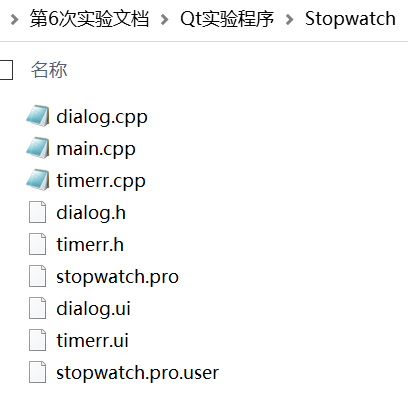 第6次实验文档 > Qt实验程序 > Stopwatch
名称
dialog.cpp
main.cpp
timerr.cpp
dialog.h
timerr.h
stopwatch.pro
dialog.ui
timerr.ui
stopwatch.pro.user